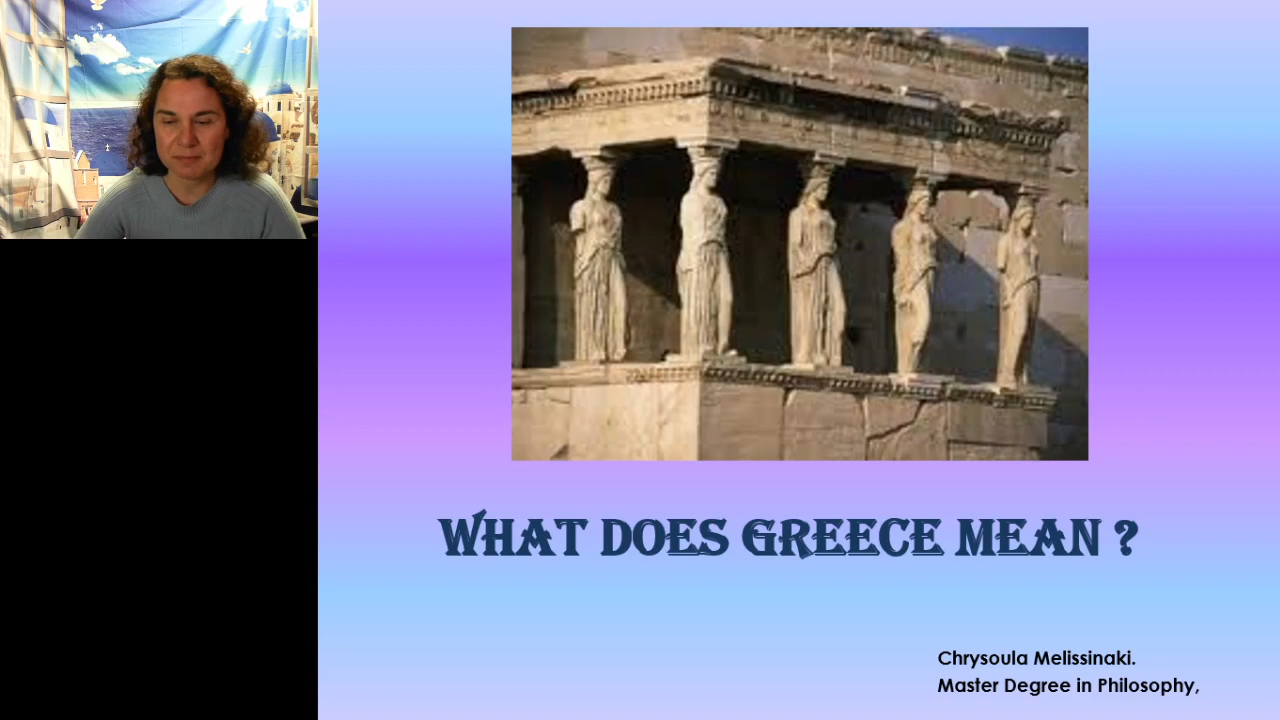 WHAT DOES GREECE MEAN ?
Chrysoula Melissinaki.
Master Degree in Philosophy,